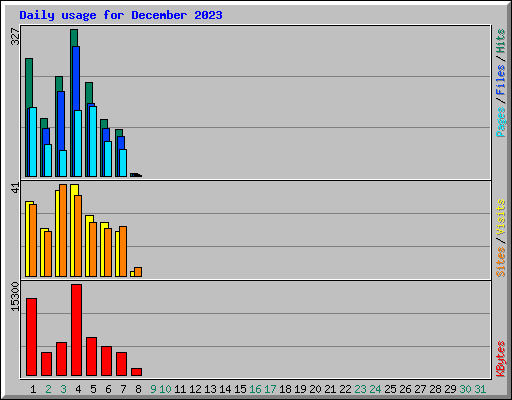 Daily usage for December 2023
327
Pages / Files / Hits
41
Sites / Visits
15300
KBytes
1 2 3 4 5 6 7 8 9 10 11 12 13 14 15 16 17 18 19 20 21 22 23 24 25 26 27 28 29 30 31